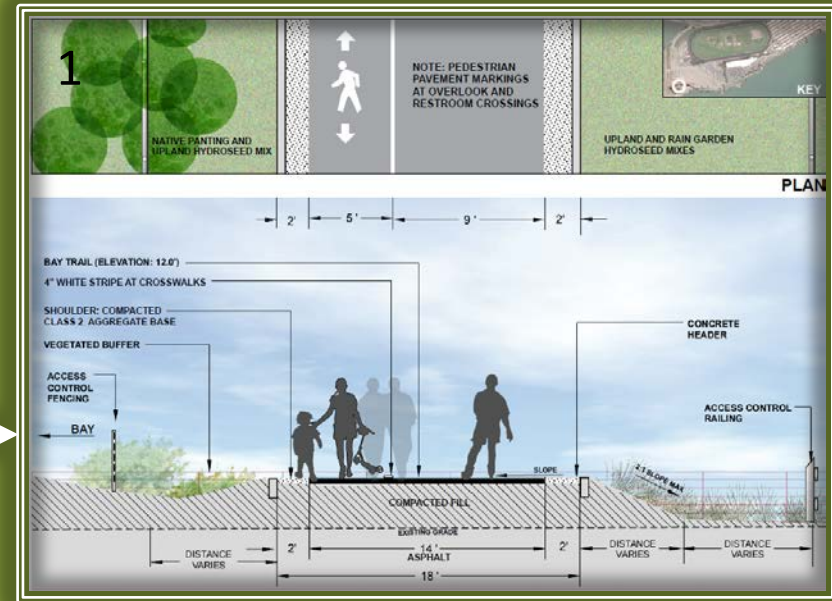 1
NOTE: PEDESTRIAN
PAVEMENT MARKINGS
AT OVERLOOK AND
RESTROOM CROSSINGS
KEY
NATIVE PANTING AND
UPLAND HYDROSEED MIX
UPLAND AND RAIN GARDEN
HYDROSEED MIXES
PLAN
2' 5' 9' 2'
BAY TRAIL (ELEVATION: 12.0')
4" WHITE STRIPE AT CROSSWALKS
SHOULDER: COMPACTED
CLASS 2 AGGREGATE BASE
VEGETATED BUFFER
CONCRETE
HEADER
ACCESS
CONTROL
FENCING
ACCESS CONTROL
RAILING
BAY
SLOPE
2:1 SLOPE MAX
COMPACTED FILL
EXISTING GRADE
DISTANCE
VARIES
2'
14'
ASPHALT
2'
DISTANCE
VARIES
DISTANCE
VARIES
18'